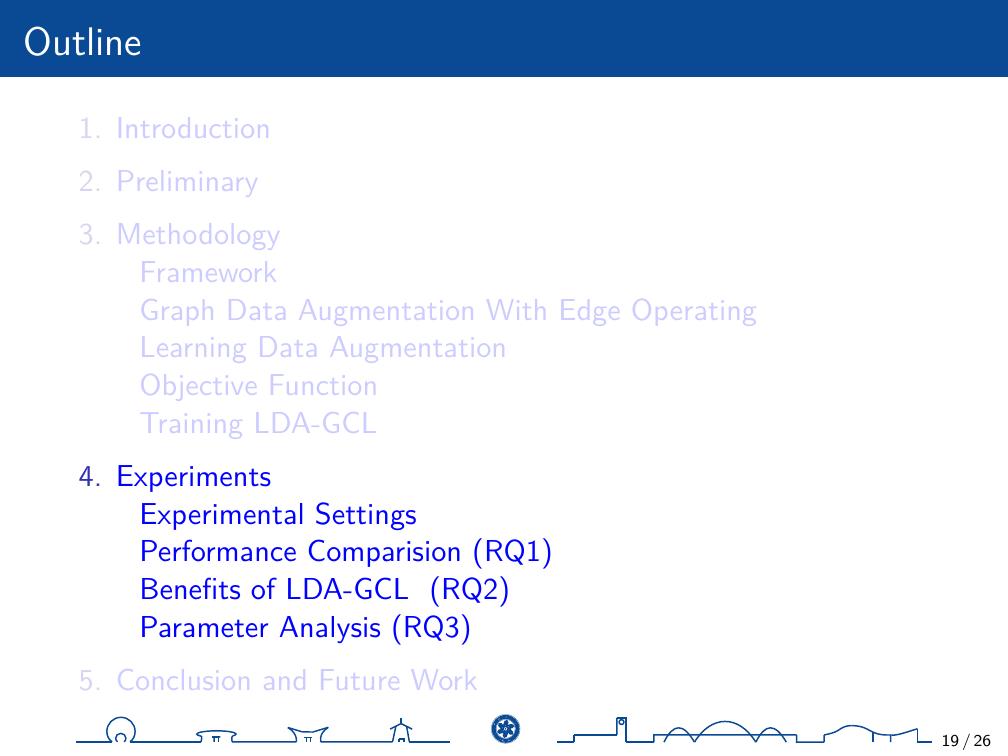 Outline
1. Introduction
2. Preliminary
3. Methodology
Framework
Graph Data Augmentation With Edge Operating
Learning Data Augmentation
Objective Function
Training LDA-GCL
4. Experiments
Experimental Settings
Performance Comparision (RQ1)
Benefits of LDA-GCL (RQ2)
Parameter Analysis (RQ3)
5. Conclusion and Future Work
19 / 26